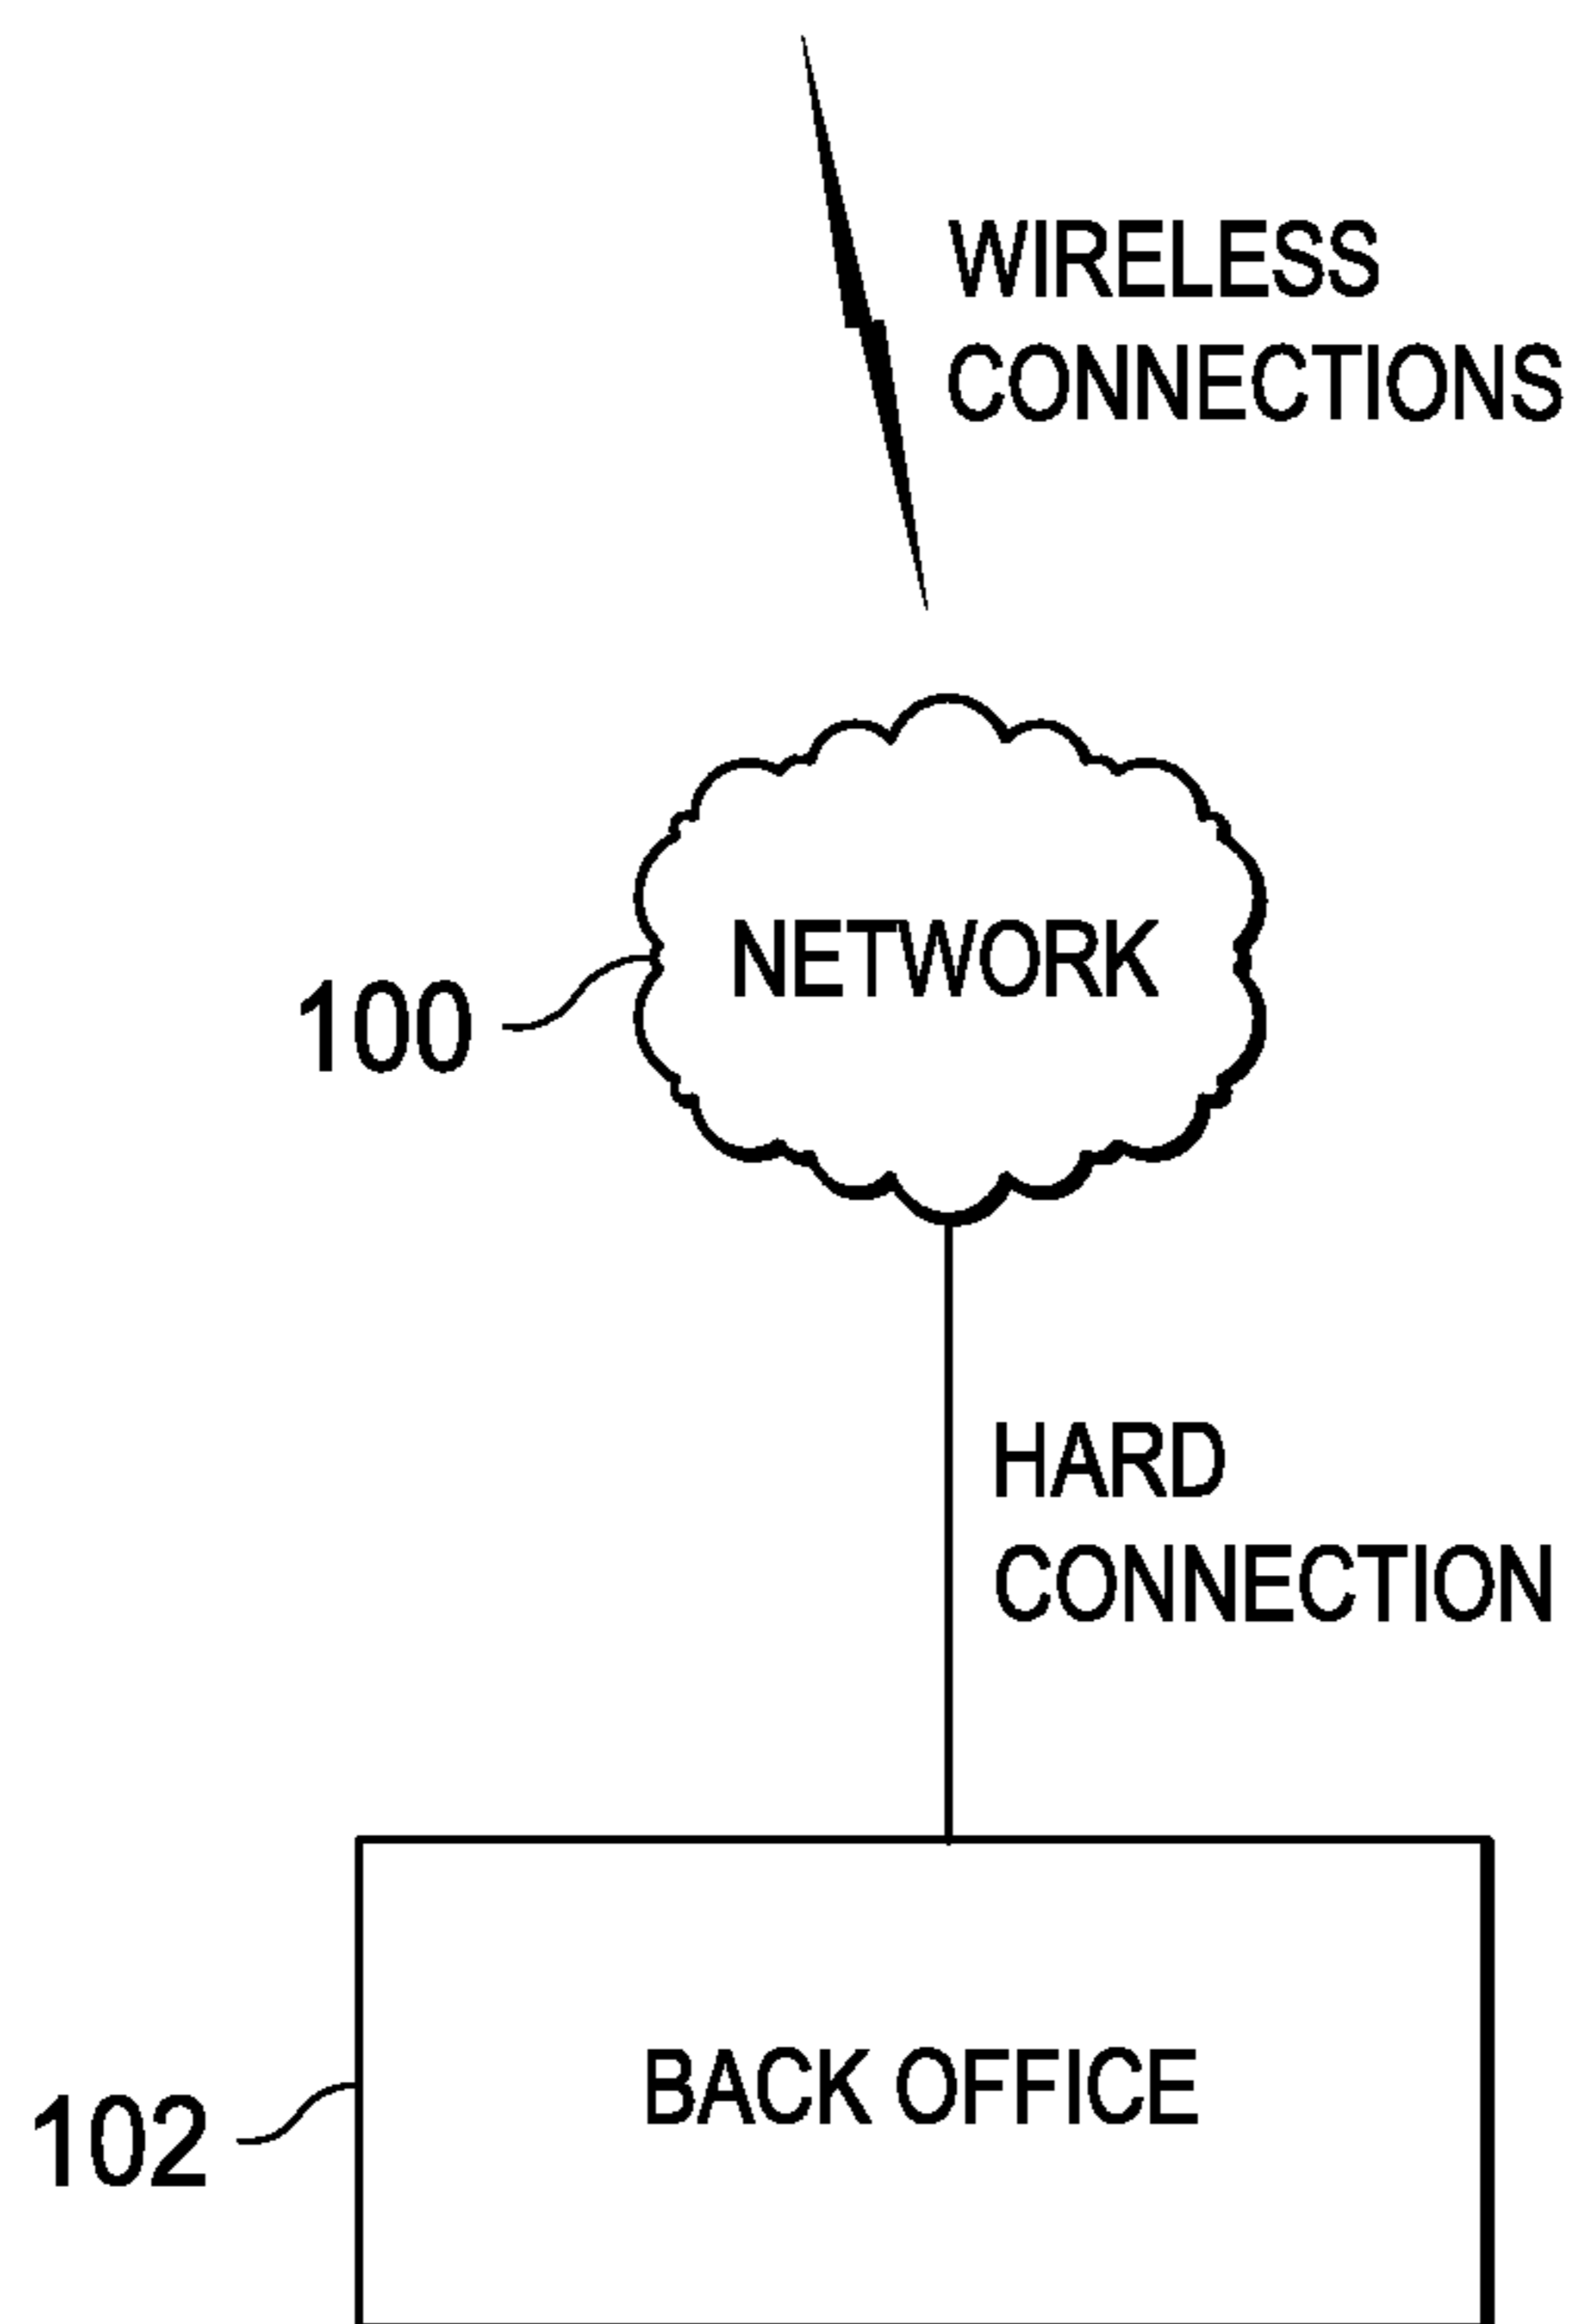 WIRELESS
CONNECTIONS
NETWORK
100
HARD
CONNECTION
BACK OFFICE
102